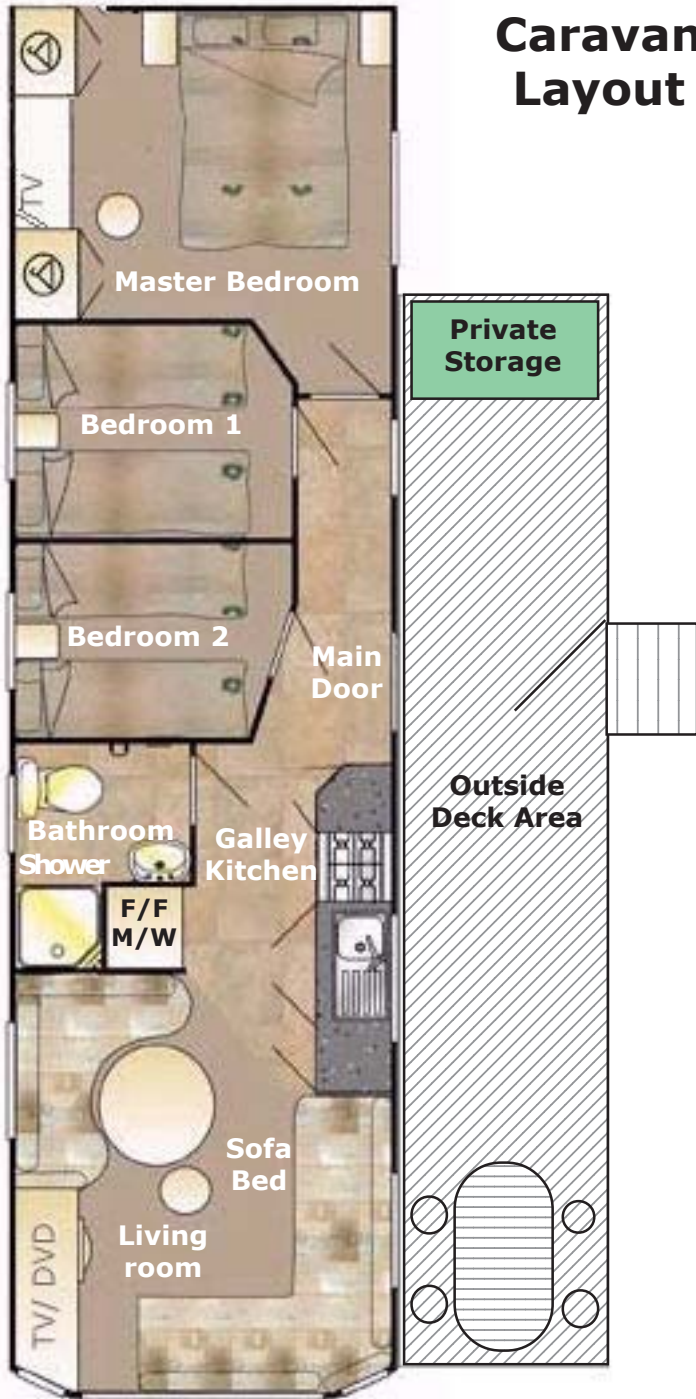 Caravan
Layout
TV
Master Bedroom
Private
Storage
Bedroom 1
Bedroom 2
Main
Door
Outside
Deck Area
Bathroom
Shower
Galley
Kitchen
F/F
M/W
Sofa
Bed
Living
room
TV/ DVD